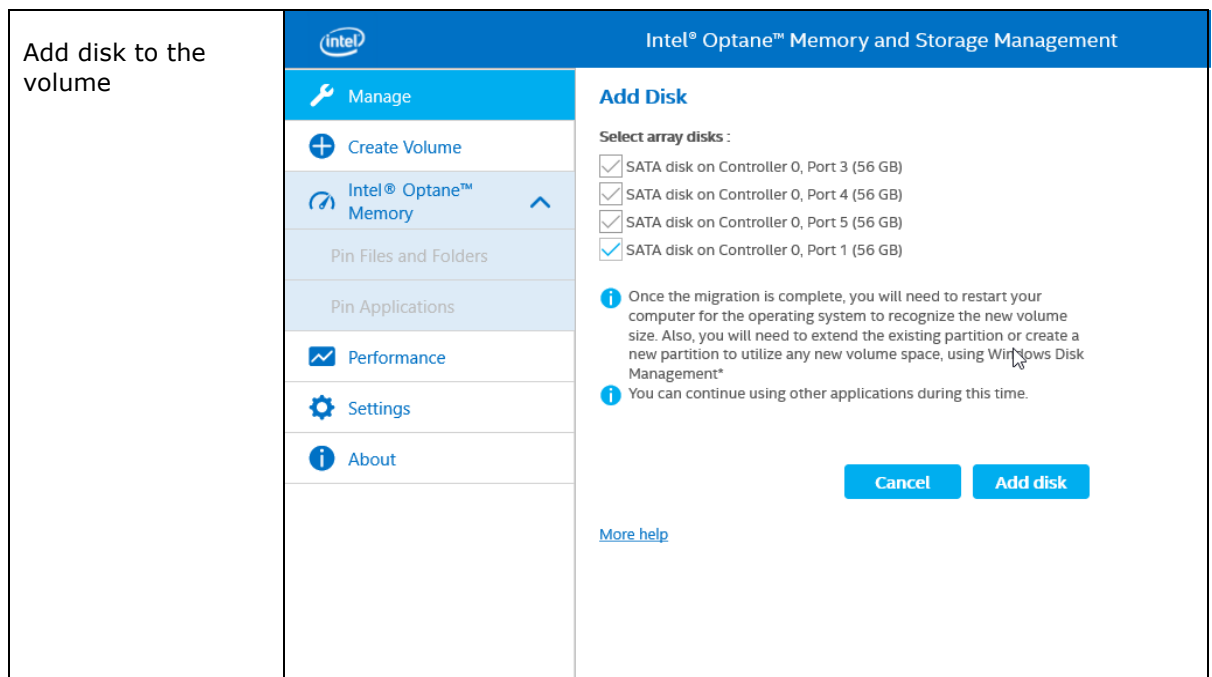 Add disk to the
volume
intel
Intel® Optane™ Memory and Storage Management
Manage
Create Volume
Intel® Optane™
Memory
Pin Files and Folders
Pin Applications
Performance
Settings
About
Add Disk
Select array disks :
SATA disk on Controller 0, Port 3 (56 GB)
SATA disk on Controller 0, Port 4 (56 GB)
SATA disk on Controller 0, Port 5 (56 GB)
SATA disk on Controller 0, Port 1 (56 GB)
Once the migration is complete, you will need to restart your
computer for the operating system to recognize the new volume
size. Also, you will need to extend the existing partition or create a
new partition to utilize any new volume space, using Windows Disk
Management*
You can continue using other applications during this time.
Cancel
Add disk
More help